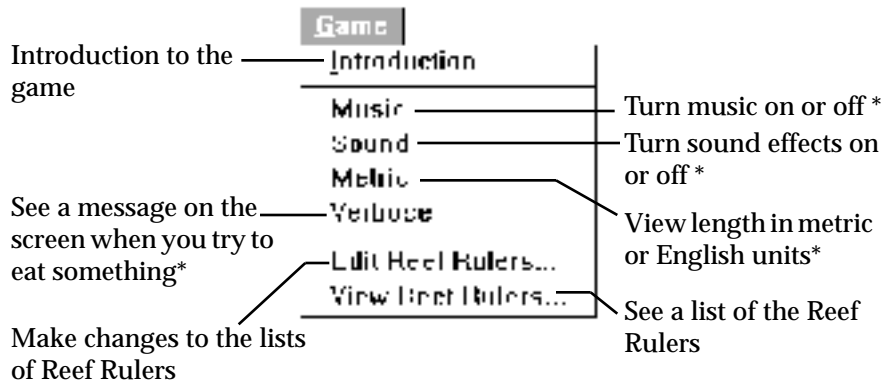 Game
Introduction
Introduction to the
game
Music
Turn music on or off *
Sound
Turn sound effects on
or off *
Metric
View length in metric
or English units*
Verbose
See a message on the
screen when you try to
eat something*
Edit Reef Rulers...
Make changes to the lists
of Reef Rulers
View Reef Rulers...
See a list of the Reef
Rulers